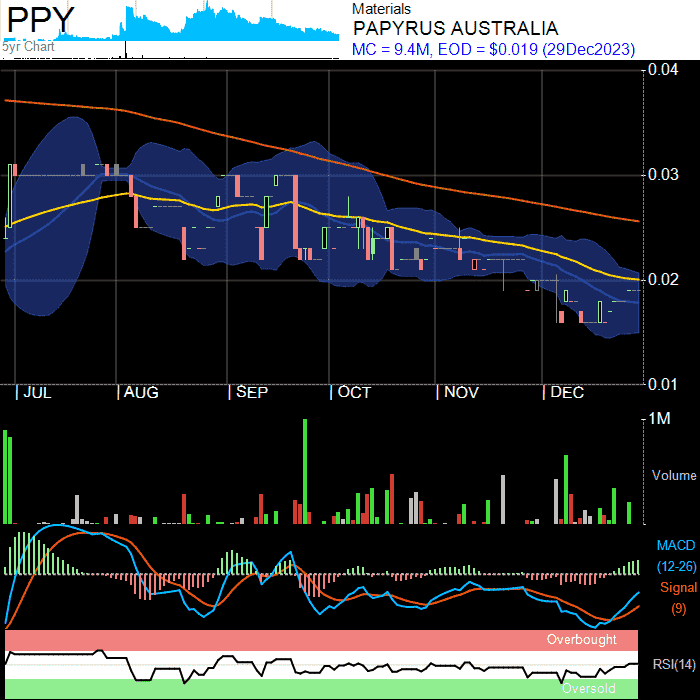 PPY
5yr Chart
Materials
PAPYRUS AUSTRALIA
MC = 9.4M, EOD = $0.019 (29Dec2023)
0.04
0.03
0.02
0.01
| JUL | AUG | SEP | OCT | NOV | DEC
1M
Volume
MACD
(12-26)
Signal
(9)
Overbought
RSI(14)
Oversold